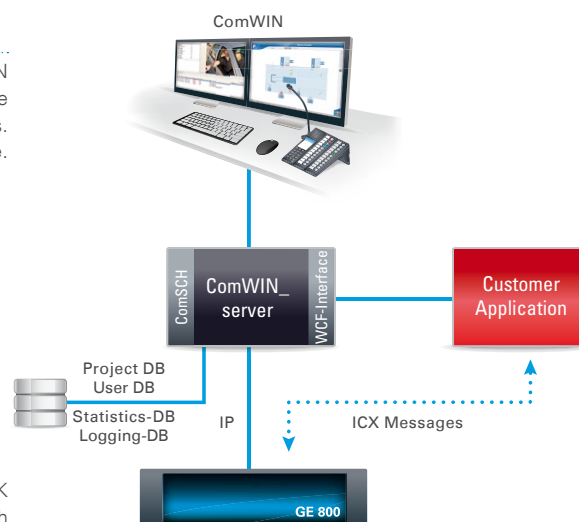 ComWIN
N
e
s.
e.
ComSCH
ComWIN_
server
WCF-Interface
Customer
Application
Project DB
User DB
Statistics-DB
Logging-DB
IP
ICX Messages
GE 800
K
h